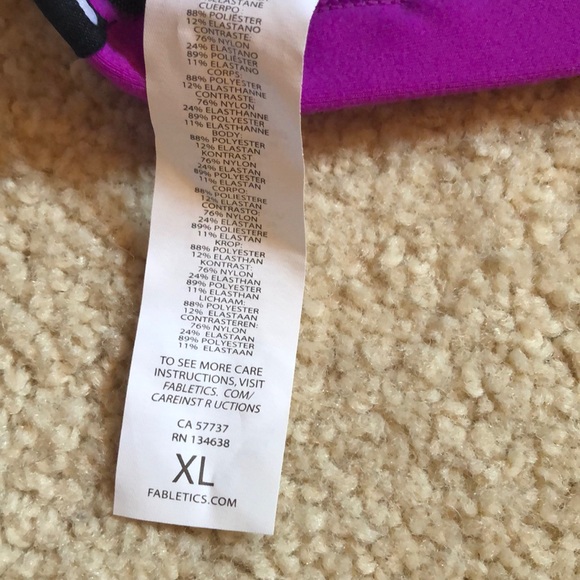 ELASTANE
CUERPO
88% POLIÉSTER
12% ELASTANO
CONTRASTE:
76% NYLON
24% ELASTANO
89% POLIÉSTER
11% ELASTANO
CORPS:
88% POLYESTER
12% ELASTHANNE
CONTRASTE:
76% NYLON
24% ELASTHANNE
89% POLYESTER
11% ELASTHANNE
BODY:
88% POLYESTER
12% ELASTAN
KONTRAST
76% NYLON
24% ELASTAN
89% POLYESTER
11% ELASTAN
CORPO:
88% POLIESTERE
12% ELASTAN
CONTRASTO:
76% NYLON
24% ELASTAN
89% POLIESTERE
11% ELASTAN
KROP:
88% POLYESTER
12% ELASTHAN
KONTRAST:
76% NYLON
24% ELASTHAN
89% POLYESTER
11% ELASTHAN
LICHAAM:
88% POLYESTER
12% ELASTAAN
CONTRASTEREN:
76% NYLON
24% ELASTAAN
89% POLYESTER
11% ELASTAAN
TO SEE MORE CARE
INSTRUCTIONS, VISIT
FABLETICS. COM/
CAREINST R UCTIONS
CA 57737
RN 134638
XL
FABLETICS.COM